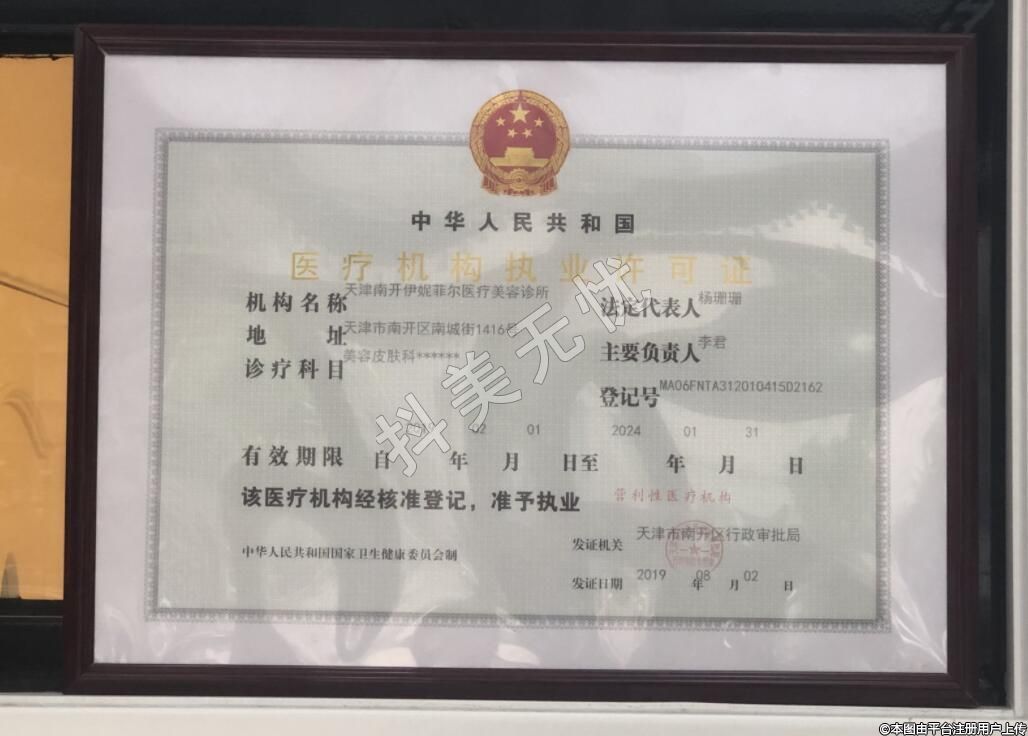 中华人民共和国
医疗机构执业许可证
机构名称 天津南开伊妮菲尔医疗美容诊所
法定代表人 杨珊珊
地址 天津市南开区南城街1416号
主要负责人 李君
诊疗科目 美容皮肤科******
登记号 MA06FNTA312010415D2162
2019 02 01 2024 01 31
有效期限 自 年 月 日至 年 月 日
该医疗机构经核准登记，准予执业
营利性医疗机构
发证机关 天津市南开区行政审批局
中华人民共和国国家卫生健康委员会制
发证日期 2019 年 08 月 02 日
抖美无忧
©本图由平台注册用户上传